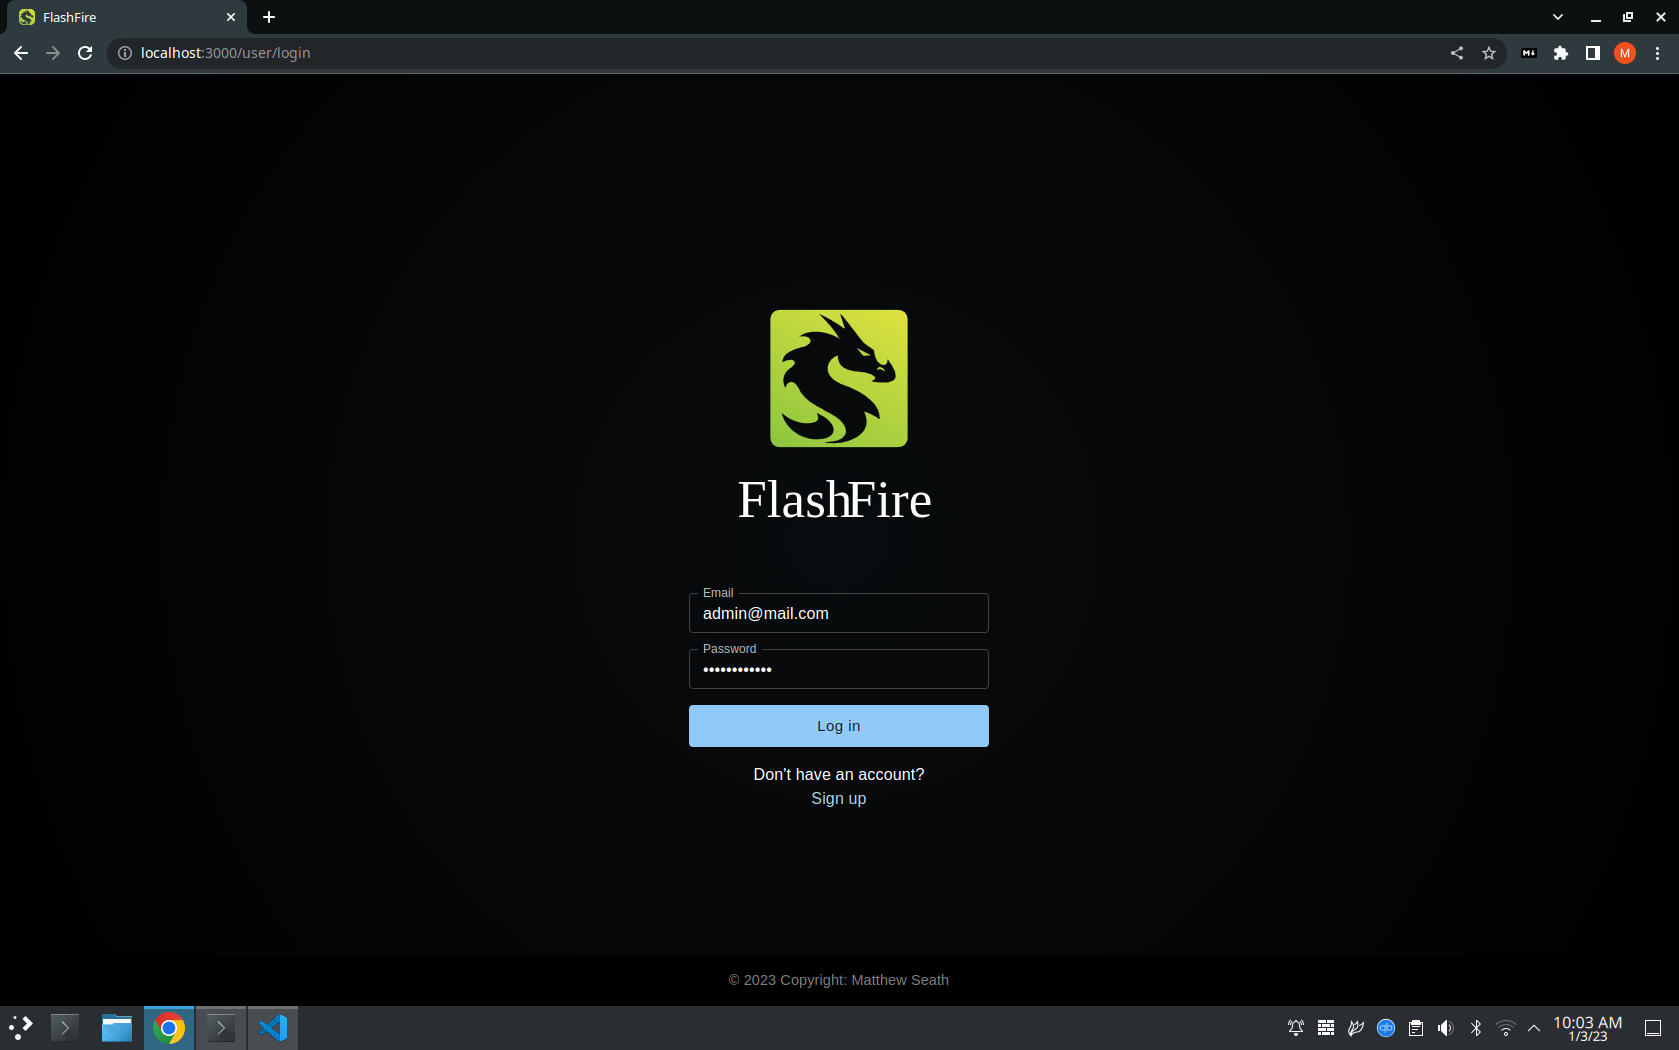 FlashFire
localhost:3000/user/login
M
FlashFire
Email
admin@mail.com
Password
••••••••••••
Log in
Don't have an account?
Sign up
© 2023 Copyright: Matthew Seath
qb
10:03 AM
1/3/23